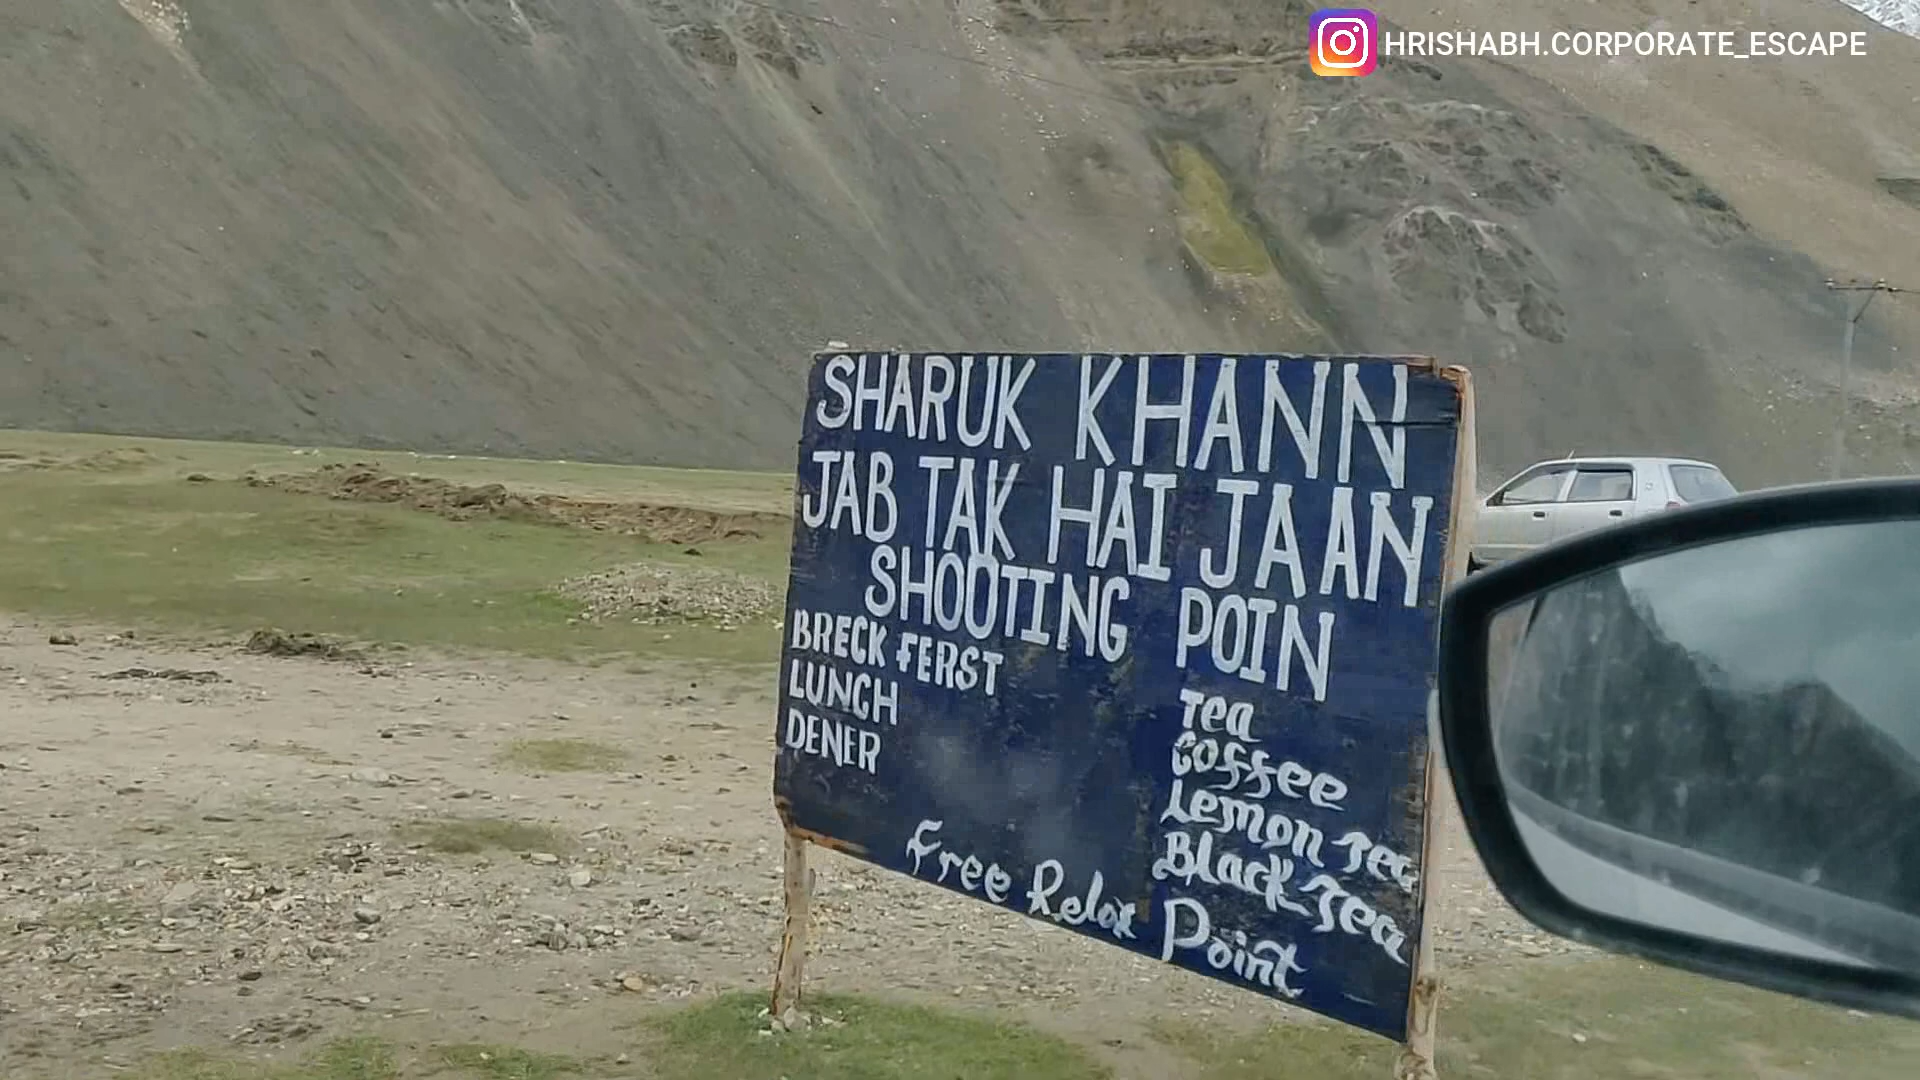 HRISHABH.CORPORATE_ESCAPE
SHARUK KHANN
JAB TAK HAI JAAN
SHOOTING POIN
BRECK FERST
LUNCH
DENER
Tea
Coffee
Lemon Tea
Black Tea
Free Relax Point